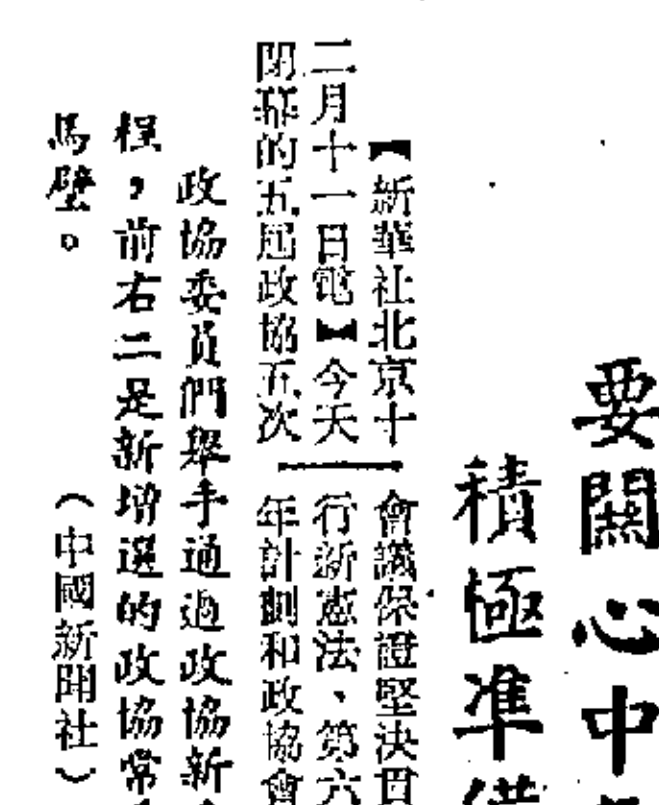 要關心中
積極準
【新華社北京十
二月十一日電】今天
閉幕的五屆政協五次
會議保證堅決貫
行新憲法、第六
年計劃和政協會
政協委員們舉手通過政協新
程，前右二是新增選的政協常
馬璧。
（中國新聞社）